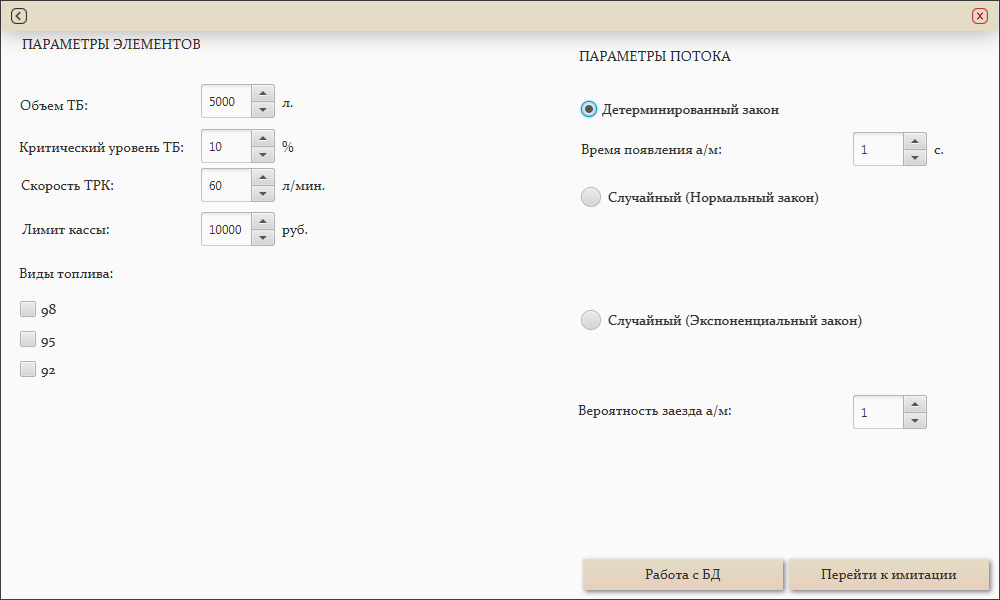 ПАРАМЕТРЫ ЭЛЕМЕНТОВ
Объем ТБ: 5000 л.
Критический уровень ТБ: 10 %
Скорость ТРК: 60 л/мин.
Лимит кассы: 10000 руб.
Виды топлива:
98
95
92
ПАРАМЕТРЫ ПОТОКА
Детерминированный закон
Время появления а/м: 1 с.
Случайный (Нормальный закон)
Случайный (Экспоненциальный закон)
Вероятность заезда а/м: 1
Работа с БД
Перейти к имитации